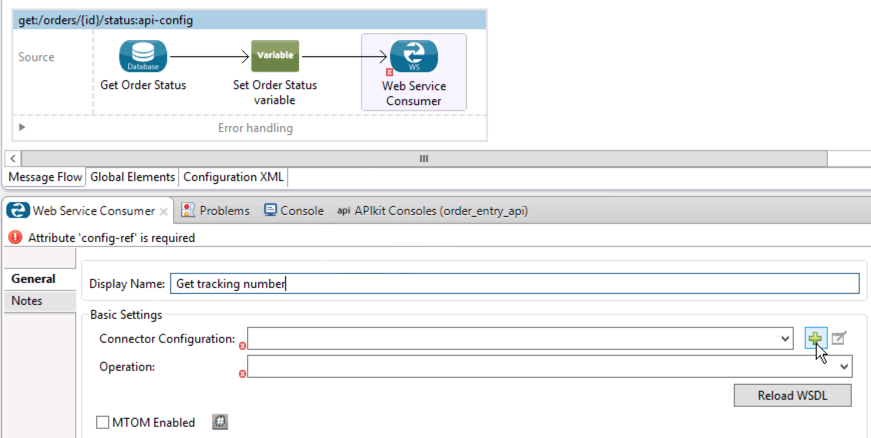 get:/orders/{id}/status:api-config
Source
Database
Variable
WS
Get Order Status
Set Order Status
variable
Web Service
Consumer
Error handling
Message Flow Global Elements Configuration XML
Web Service Consumer Problems Console api APIkit Consoles (order_entry_api)
Attribute 'config-ref' is required
General
Notes
Display Name: Get tracking number
Basic Settings
Connector Configuration:
Operation:
Reload WSDL
MTOM Enabled #